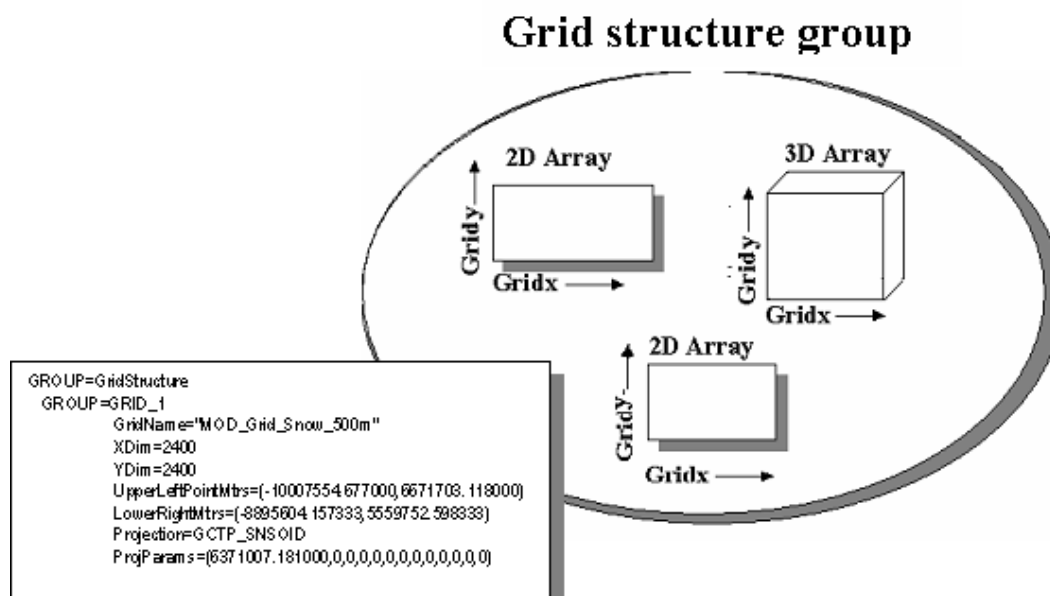 Grid structure group
2D Array
Gridy
Gridx
3D Array
Gridy
Gridx
2D Array
Gridy
Gridx
GROUP=GridStructure
GROUP=GRID_1
GridName="MOD_Grid_Snow_500m"
XDim=2400
YDim=2400
UpperLeftPointMtrs=(-10007554.677000,6671703.118000)
LowerRightMtrs=(-8895604.157333,5559752.598333)
Projection=GCTP_SNSOID
ProjParams=(6371007.181000,0,0,0,0,0,0,0,0,0,0,0,0)